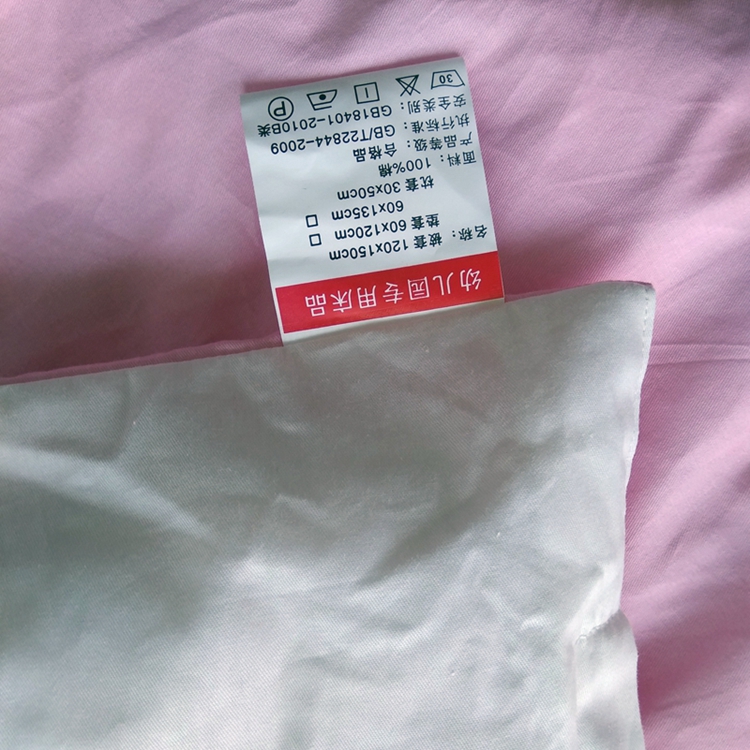 幼儿园专用床品
名称：被套 120x150cm
垫套 60x120cm □
60x135cm □
枕套 30x50cm
面料：100%棉
产品等级：合格品
执行标准：GB/T22844-2009
安全类别：GB18401-2010B类
30 P